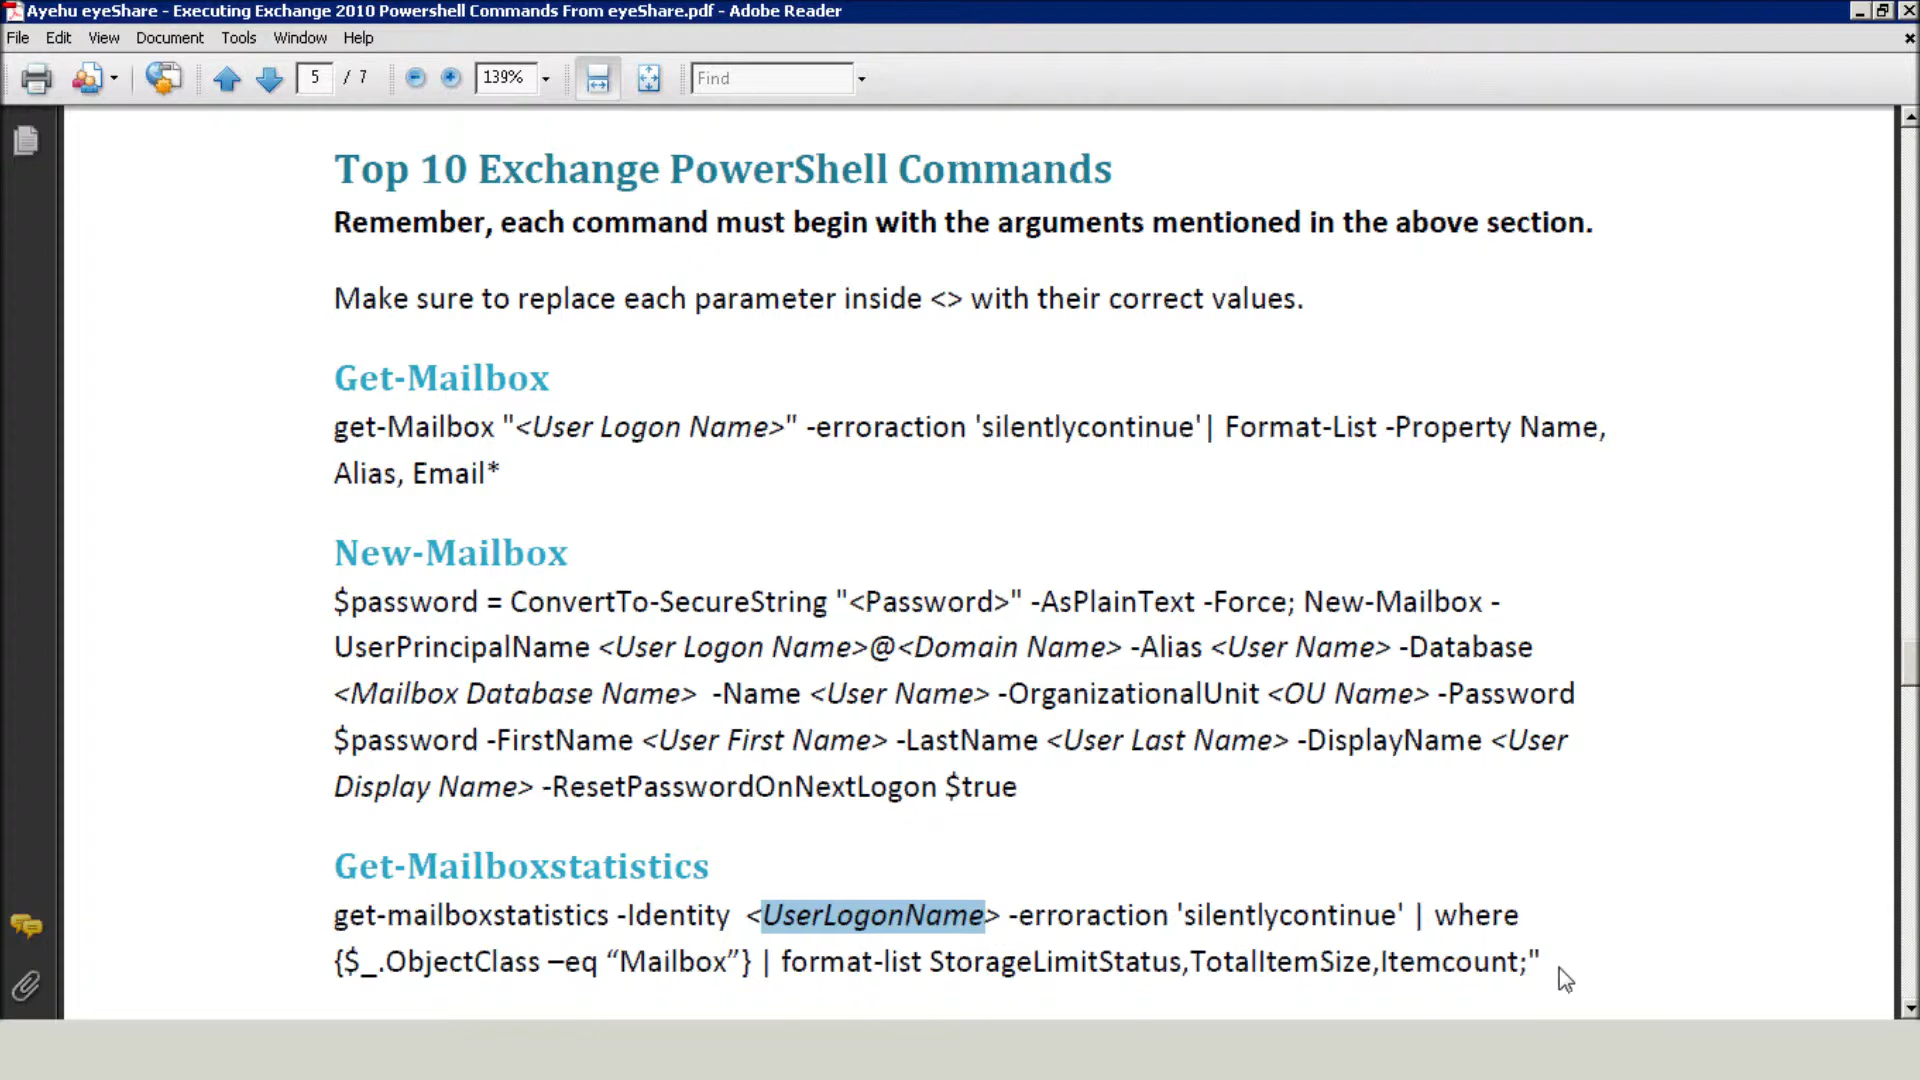 Ayehu eyeShare - Executing Exchange 2010 Powershell Commands From eyeShare.pdf - Adobe Reader
File Edit View Document Tools Window Help
5 / 7 139% Find
Top 10 Exchange PowerShell Commands
Remember, each command must begin with the arguments mentioned in the above section.
Make sure to replace each parameter inside <> with their correct values.
Get-Mailbox
get-Mailbox "<User Logon Name>" -erroraction 'silentlycontinue'| Format-List -Property Name,
Alias, Email*
New-Mailbox
$password = ConvertTo-SecureString "<Password>" -AsPlainText -Force; New-Mailbox -
UserPrincipalName <User Logon Name>@<Domain Name> -Alias <User Name> -Database
<Mailbox Database Name>  -Name <User Name> -OrganizationalUnit <OU Name> -Password
$password -FirstName <User First Name> -LastName <User Last Name> -DisplayName <User
Display Name> -ResetPasswordOnNextLogon $true
Get-Mailboxstatistics
get-mailboxstatistics -Identity  <UserLogonName> -erroraction 'silentlycontinue' | where
{$_.ObjectClass –eq “Mailbox”} | format-list StorageLimitStatus,TotalItemSize,Itemcount;"